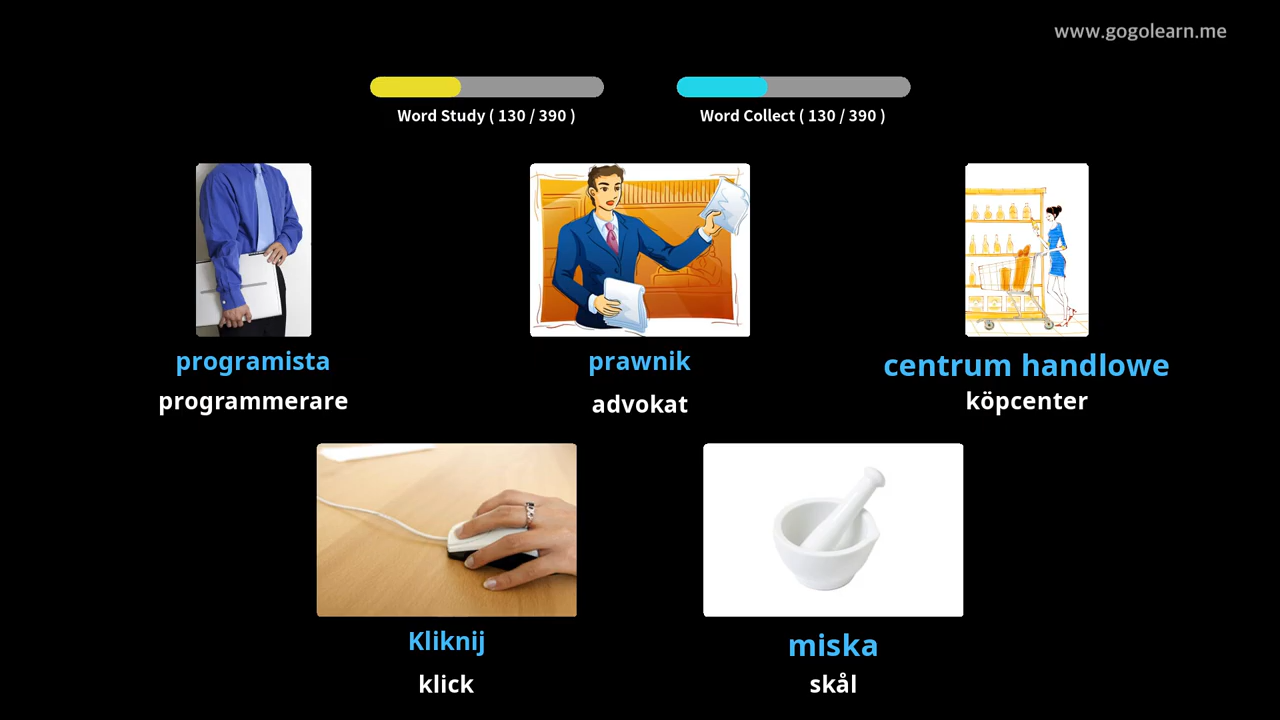 www.gogolearn.me
Word Study ( 130 / 390 )
Word Collect ( 130 / 390 )
programista
prawnik
centrum handlowe
programmerare
advokat
köpcenter
Kliknij
miska
klick
skål